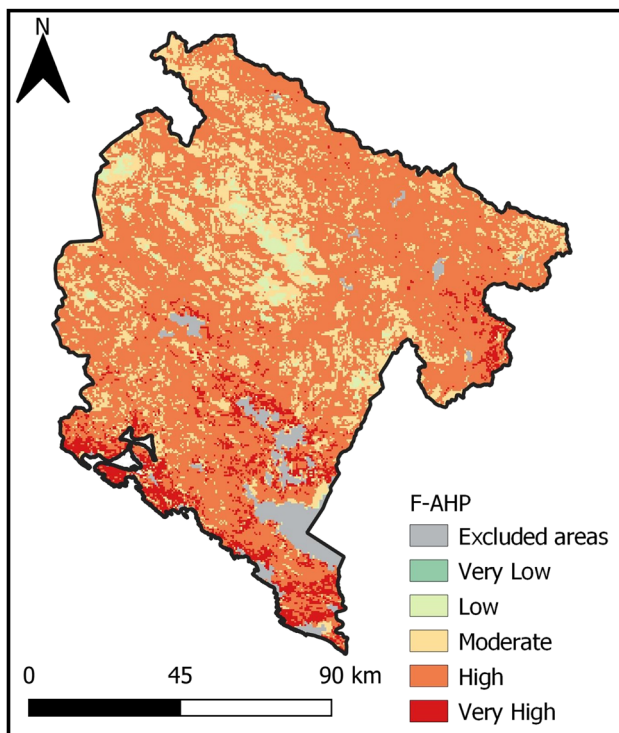 N
F-AHP
Excluded areas
Very Low
Low
Moderate
High
Very High
0 45 90 km